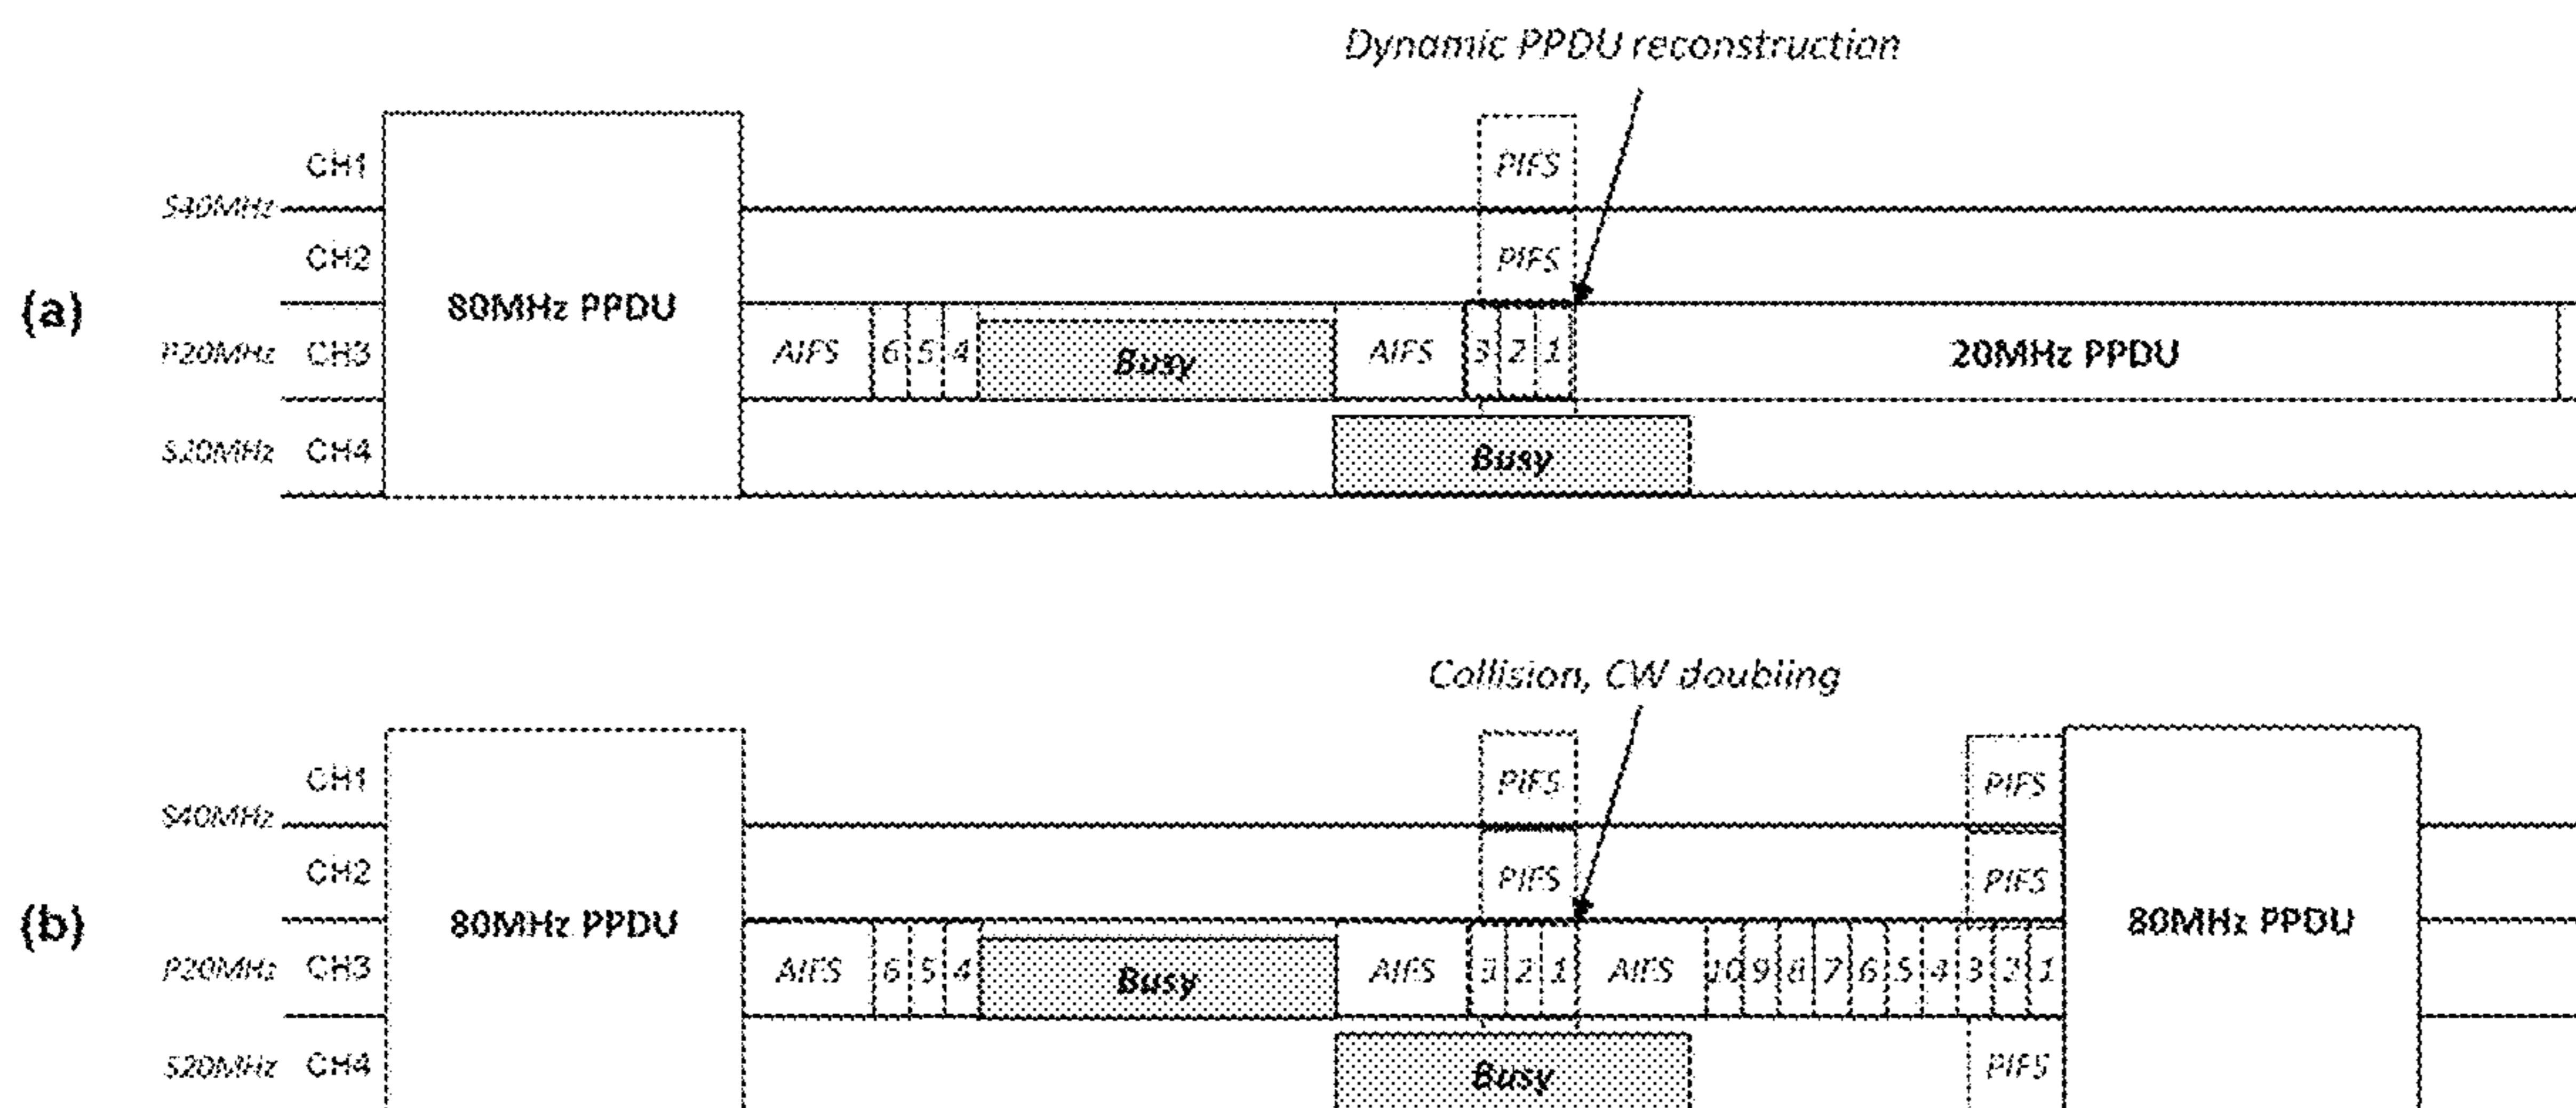 Dynamic PPDU reconstruction
CH1 PIFS
S40MHz
CH2 PIFS
(a) 80MHz PPDU
P20MHz CH3 AIFS 6 5 4 Busy AIFS 3 2 1 20MHz PPDU
S20MHz CH4 Busy
Collision, CW doubling
CH1 PIFS PIFS
S40MHz
CH2 PIFS PIFS
(b) 80MHz PPDU 80MHz PPDU
P20MHz CH3 AIFS 6 5 4 Busy AIFS 3 2 1 AIFS 10 9 8 7 6 5 4 3 2 1
S20MHz CH4 Busy PIFS